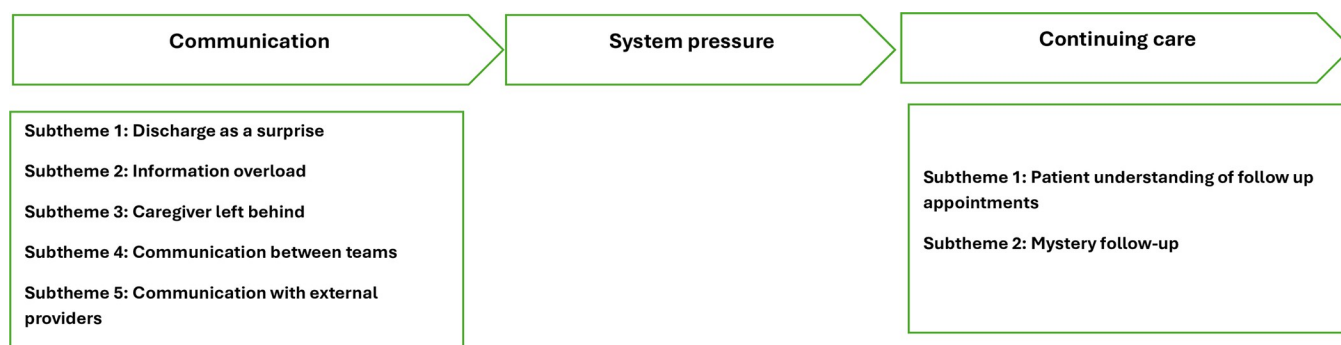 Communication
System pressure
Continuing care
Subtheme 1: Discharge as a surprise
Subtheme 2: Information overload
Subtheme 3: Caregiver left behind
Subtheme 4: Communication between teams
Subtheme 5: Communication with external
providers
Subtheme 1: Patient understanding of follow up
appointments
Subtheme 2: Mystery follow-up